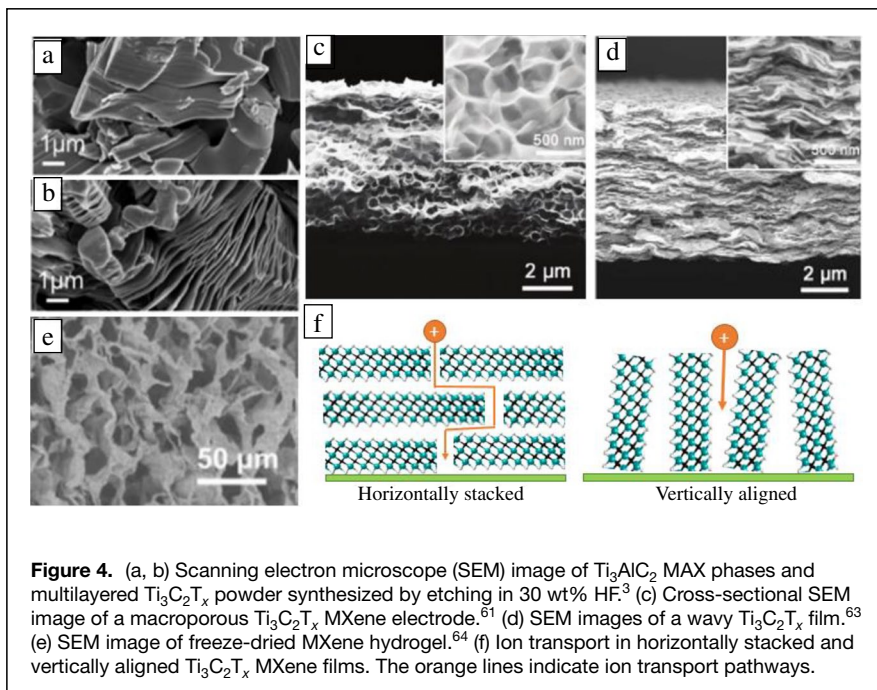 a
1µm
b
1µm
c
500 nm
2 µm
d
500 nm
2 µm
e
50 µm
f
+
+
Horizontally stacked
Vertically aligned
Figure 4. (a, b) Scanning electron microscope (SEM) image of Ti₃AlC₂ MAX phases and
multilayered Ti₃C₂Tₓ powder synthesized by etching in 30 wt% HF.³ (c) Cross-sectional SEM
image of a macroporous Ti₃C₂Tₓ MXene electrode.⁶¹ (d) SEM images of a wavy Ti₃C₂Tₓ film.⁶³
(e) SEM image of freeze-dried MXene hydrogel.⁶⁴ (f) Ion transport in horizontally stacked and
vertically aligned Ti₃C₂Tₓ MXene films. The orange lines indicate ion transport pathways.